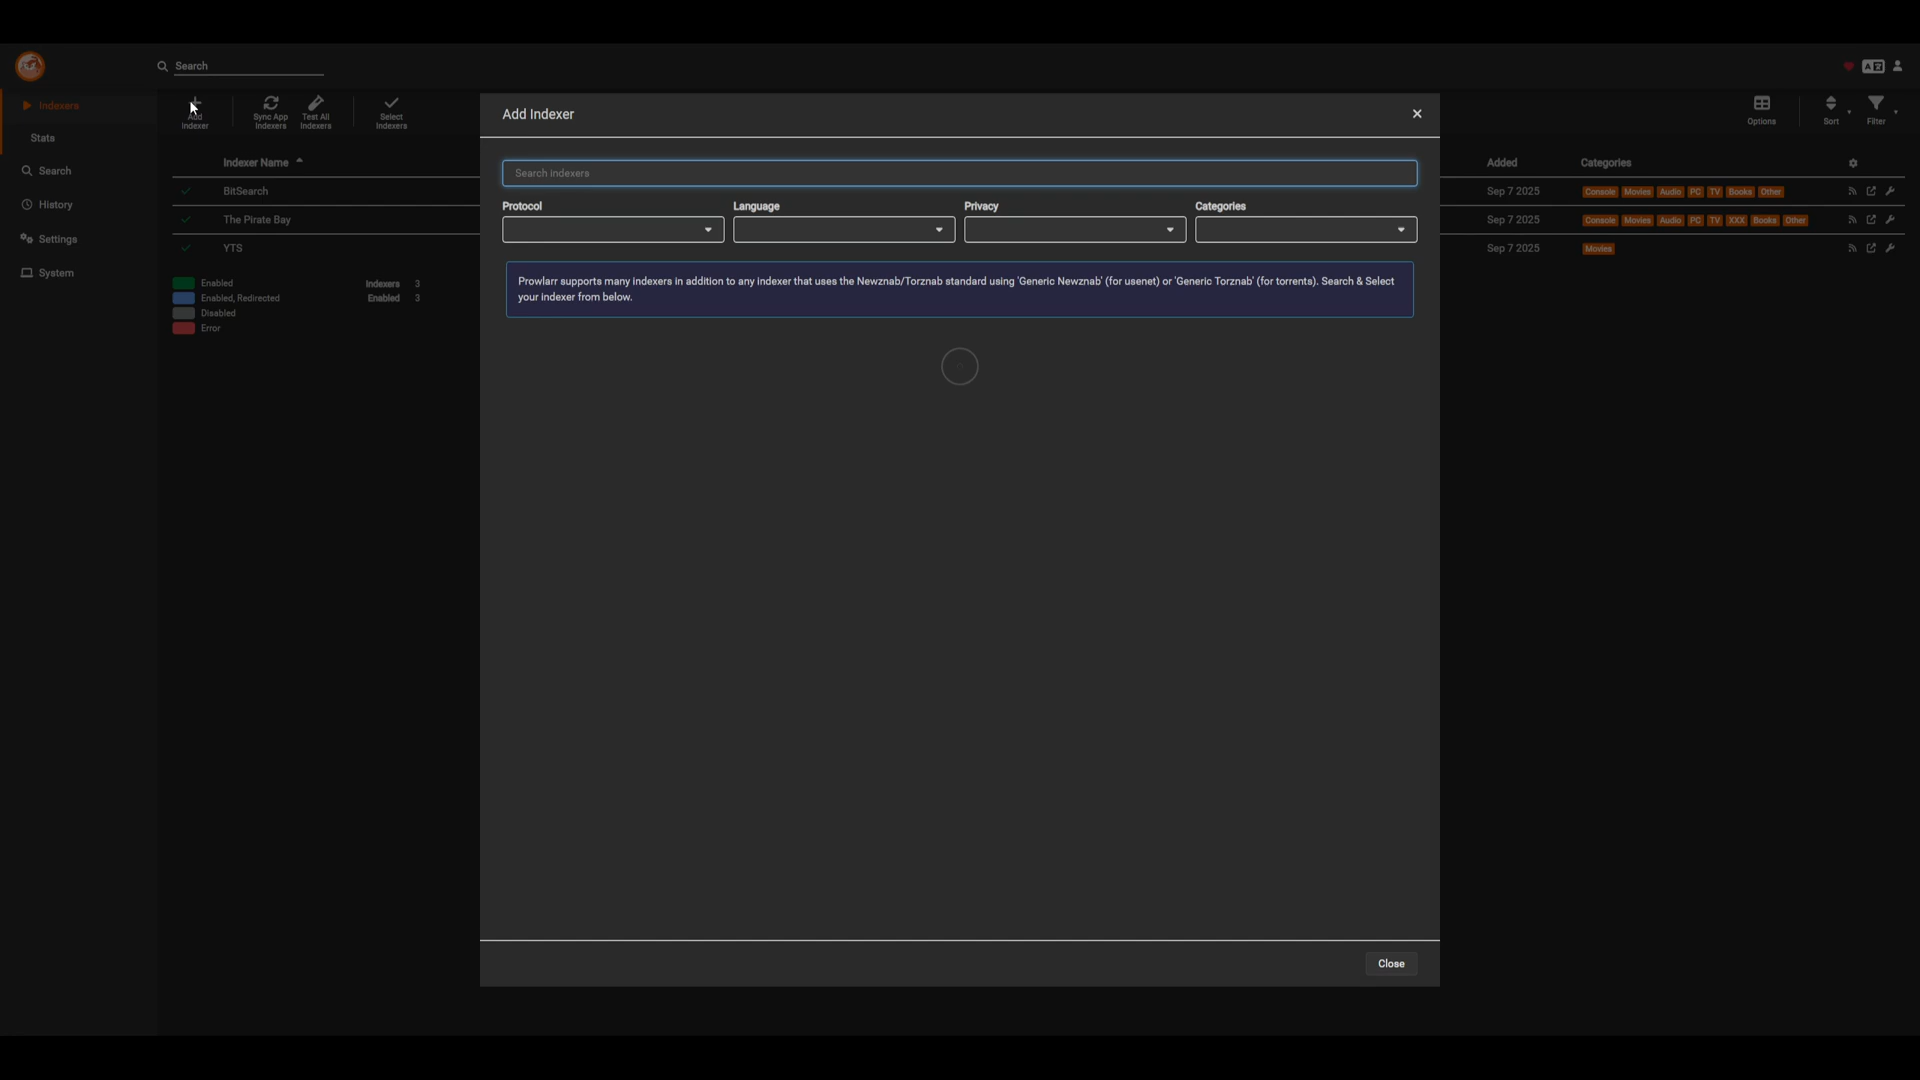 Search
Indexers
Stats
Search
History
Settings
System
Add
Indexer
Sync App
Indexers
Test All
Indexers
Select
Indexers
Options
Sort
Filter
Indexer Name
Added
Categories
BitSearch
Sep 7 2025
Console Movies Audio PC TV Books Other
The Pirate Bay
Sep 7 2025
Console Movies Audio PC TV XXX Books Other
YTS
Sep 7 2025
Movies
Enabled
Enabled, Redirected
Disabled
Error
Indexers 3
Enabled 3
Add Indexer
Search indexers
Protocol Language Privacy Categories
Prowlarr supports many indexers in addition to any indexer that uses the Newznab/Torznab standard using 'Generic Newznab' (for usenet) or 'Generic Torznab' (for torrents). Search & Select
your indexer from below.
Close